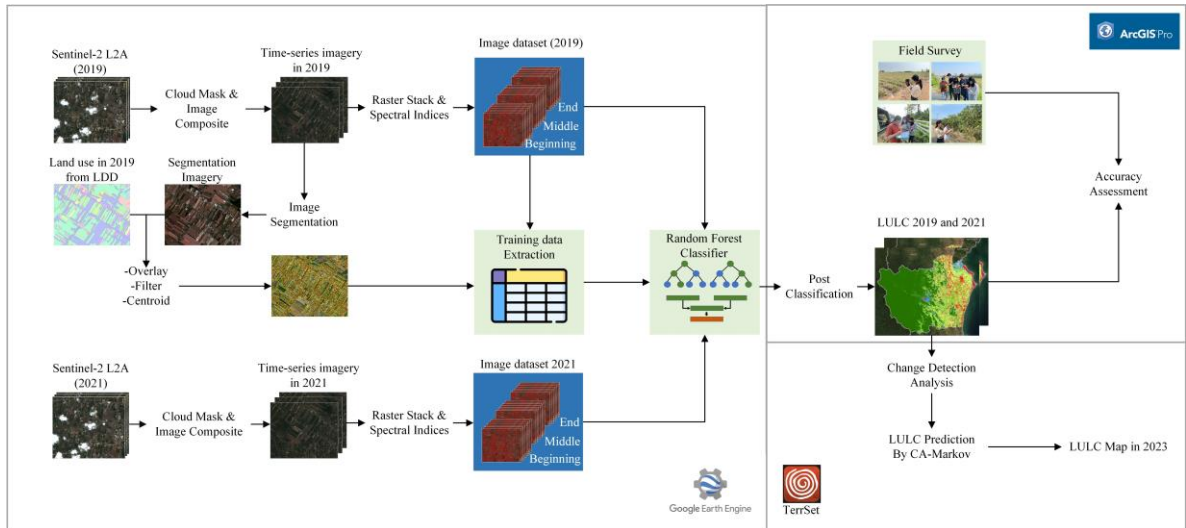 Sentinel-2 L2A
(2019)
Cloud Mask &
Image
Composite
Time-series imagery
in 2019
Raster Stack &
Spectral Indices
Image dataset (2019)
End
Middle
Beginning
Land use in 2019
from LDD
Segmentation
Imagery
Image
Segmentation
-Overlay
-Filter
-Centroid
Training data
Extraction
Random Forest
Classifier
Sentinel-2 L2A
(2021)
Cloud Mask &
Image Composite
Time-series imagery
in 2021
Raster Stack &
Spectral Indices
Image dataset 2021
End
Middle
Beginning
Google Earth Engine
ArcGIS Pro
Field Survey
Accuracy
Assessment
LULC 2019 and 2021
Post
Classification
Change Detection
Analysis
LULC Prediction
By CA-Markov
LULC Map in 2023
TerrSet